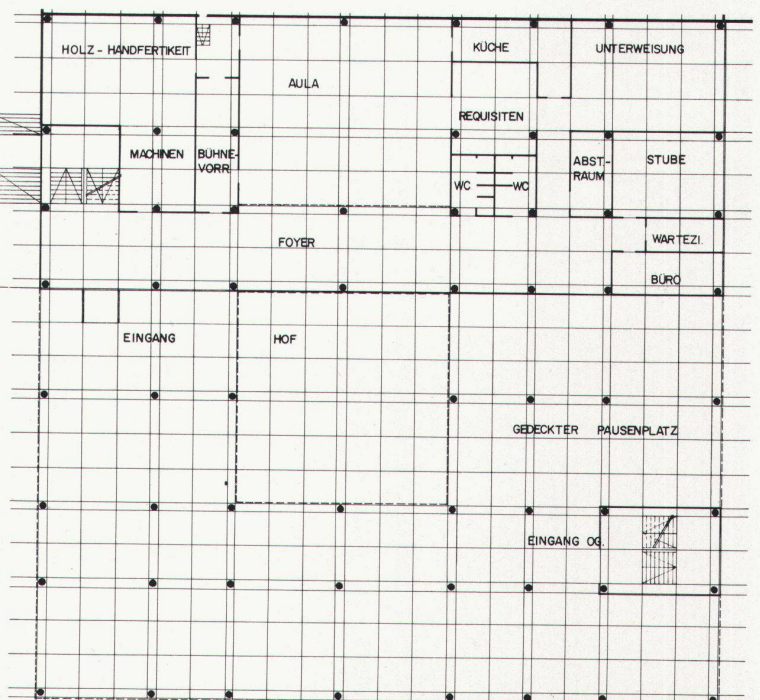 HOLZ - HANDFERTIKEIT
KÜCHE
UNTERWEISUNG
AULA
REQUISITEN
MACHINEN
BÜHNE-
VORR.
ABST-
RAUM
STUBE
WC
WC
FOYER
WARTEZI.
BÜRO
EINGANG
HOF
GEDECKTER PAUSENPLATZ
EINGANG OG.